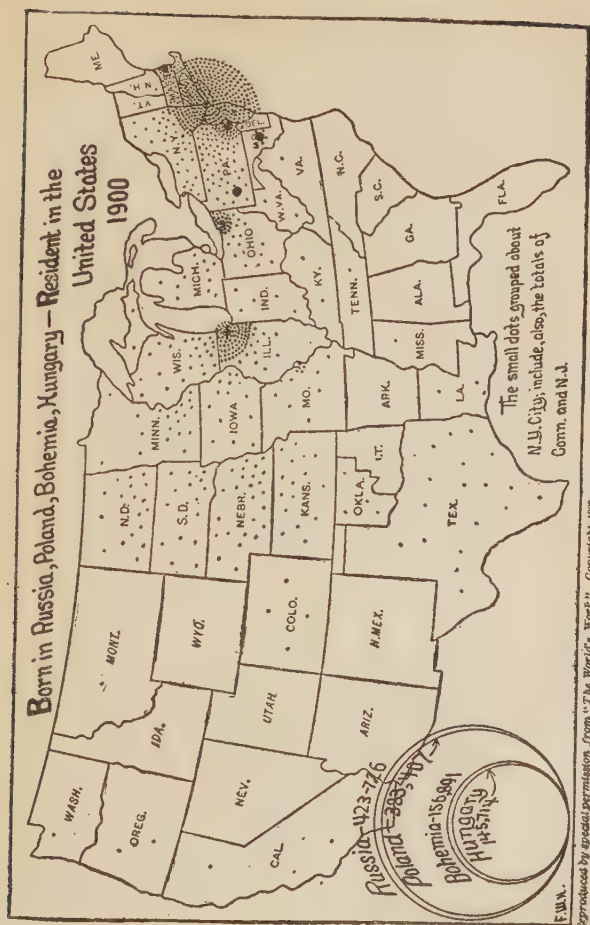 Born in Russia, Poland, Bohemia, Hungary — Resident in the
United States
1900
WASH.
OREG.
CAL.
NEV.
IDA.
MONT.
WYO.
UTAH.
COLO.
ARIZ.
N.MEX.
N.D.
S.D.
NEBR.
KANS.
OKLA.
I.T.
TEX.
MINN.
IOWA
MO.
ARK.
LA.
WIS.
ILL.
MICH.
IND.
OHIO
KY.
TENN.
MISS.
ALA.
GA.
FLA.
S.C.
N.C.
VA.
W.VA.
PA.
N.Y.
VT.
N.H.
ME.
MASS.
DEL.
MD.
The small dots grouped about
N.Y. City; include, also, the totals of
Conn. and N.J.
Russia—423-726
Poland—383,407
Bohemia—156,891
Hungary
145,714
F.W.H.
Reproduced by special permission, from "The World's Work". Copyright